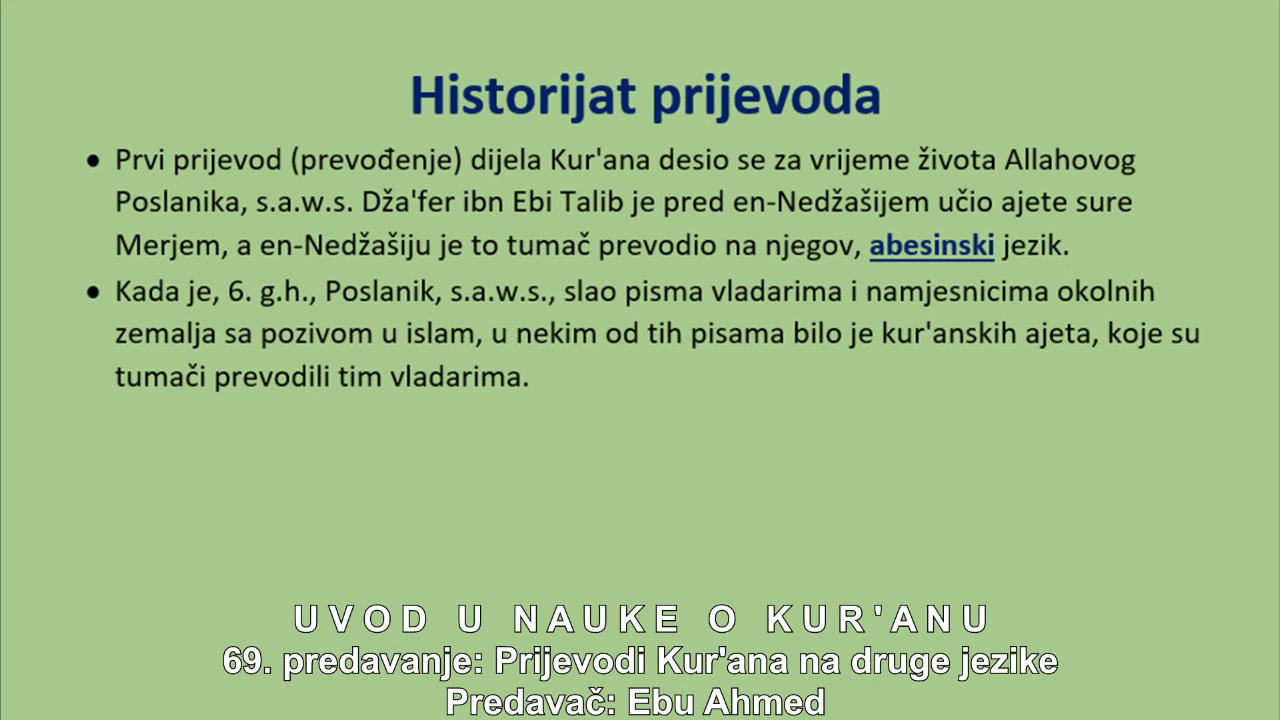 Historijat prijevoda
• Prvi prijevod (prevođenje) dijela Kur'ana desio se za vrijeme života Allahovog
Poslanika, s.a.w.s. Dža'fer ibn Ebi Talib je pred en-Nedžašijem učio ajete sure
Merjem, a en-Nedžašiju je to tumač prevodio na njegov, abesinski jezik.
• Kada je, 6. g.h., Poslanik, s.a.w.s., slao pisma vladarima i namjesnicima okolnih
zemalja sa pozivom u islam, u nekim od tih pisama bilo je kur'anskih ajeta, koje su
tumači prevodili tim vladarima.
UVOD U NAUKE O KUR'ANU
69. predavanje: Prijevodi Kur'ana na druge jezike
Predavač: Ebu Ahmed